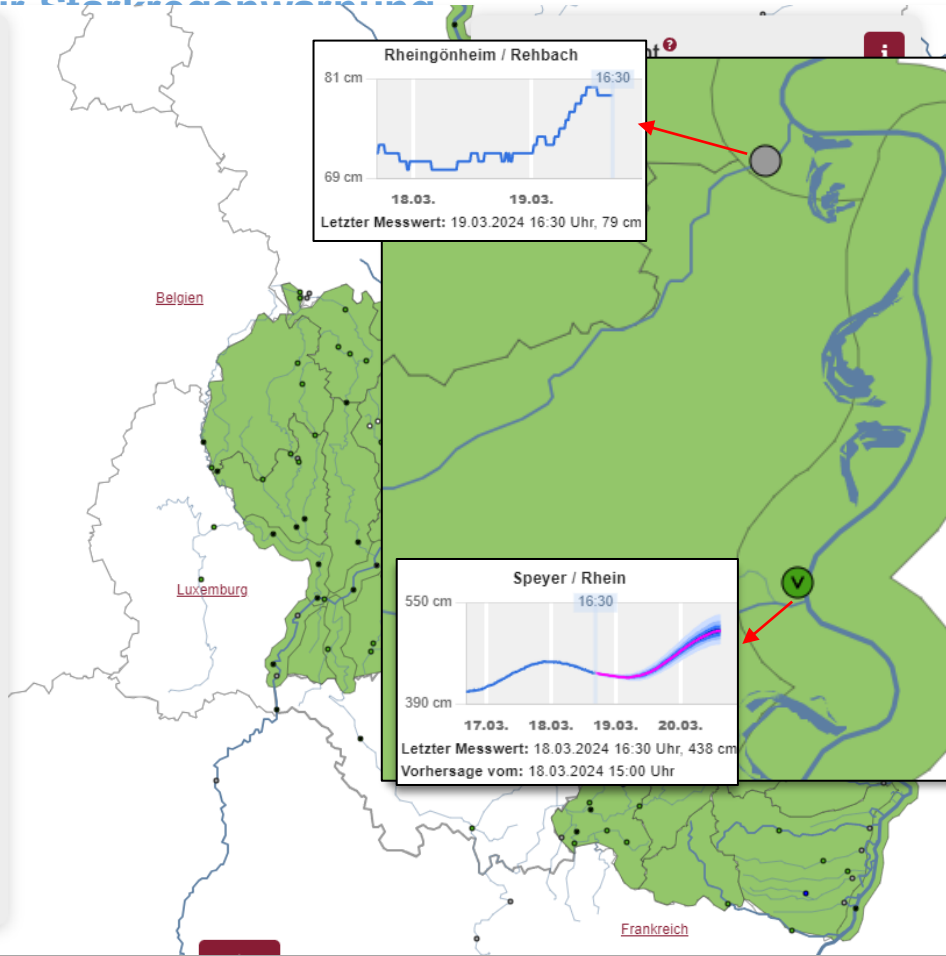 Starkregenwarnung
Rheingönheim / Rehbach
81 cm
16:30
69 cm
18.03.
19.03.
Letzter Messwert: 19.03.2024 16:30 Uhr, 79 cm
i
Belgien
Luxemburg
V
Speyer / Rhein
550 cm
16:30
390 cm
17.03.
18.03.
19.03.
20.03.
Letzter Messwert: 18.03.2024 16:30 Uhr, 438 cm
Vorhersage vom: 18.03.2024 15:00 Uhr
Frankreich